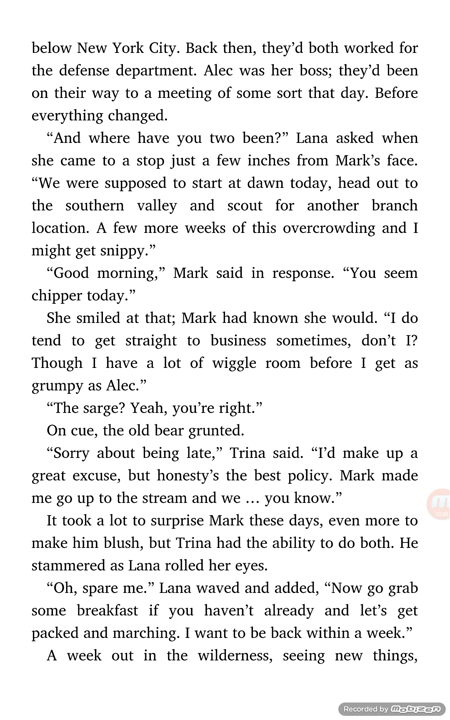 below New York City. Back then, they’d both worked for
the defense department. Alec was her boss; they’d been
on their way to a meeting of some sort that day. Before
everything changed.
“And where have you two been?” Lana asked when
she came to a stop just a few inches from Mark’s face.
“We were supposed to start at dawn today, head out to
the southern valley and scout for another branch
location. A few more weeks of this overcrowding and I
might get snippy.”
“Good morning,” Mark said in response. “You seem
chipper today.”
She smiled at that; Mark had known she would. “I do
tend to get straight to business sometimes, don’t I?
Though I have a lot of wiggle room before I get as
grumpy as Alec.”
“The sarge? Yeah, you’re right.”
On cue, the old bear grunted.
“Sorry about being late,” Trina said. “I’d make up a
great excuse, but honesty’s the best policy. Mark made
me go up to the stream and we … you know.”
It took a lot to surprise Mark these days, even more to
make him blush, but Trina had the ability to do both. He
stammered as Lana rolled her eyes.
“Oh, spare me.” Lana waved and added, “Now go grab
some breakfast if you haven’t already and let’s get
packed and marching. I want to be back within a week.”
A week out in the wilderness, seeing new things,
Recorded by mobizen